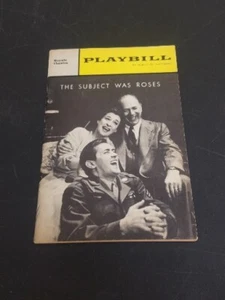 PLAYBILL
THE SUBJECT WAS ROSES